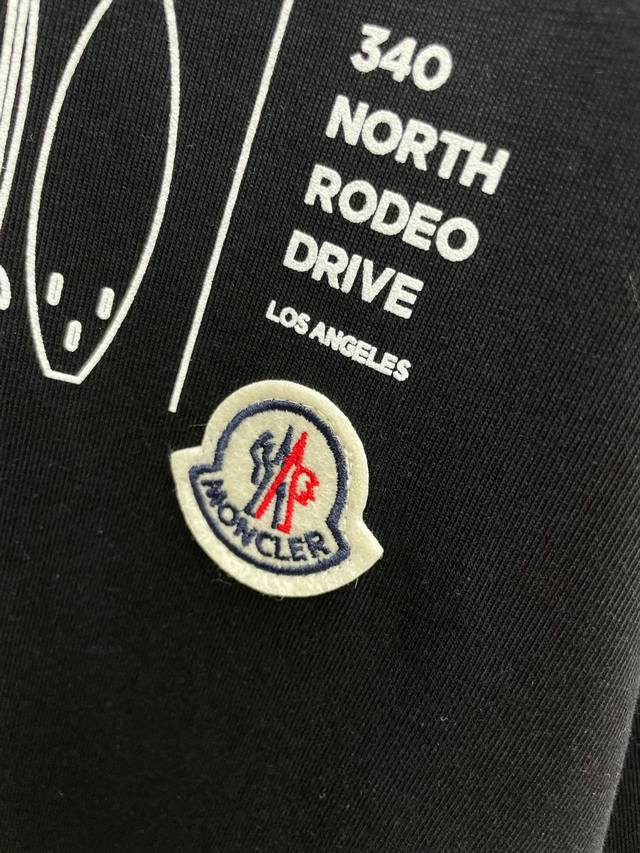 340
NORTH
RODEO
DRIVE
LOS ANGELES
MONCLER